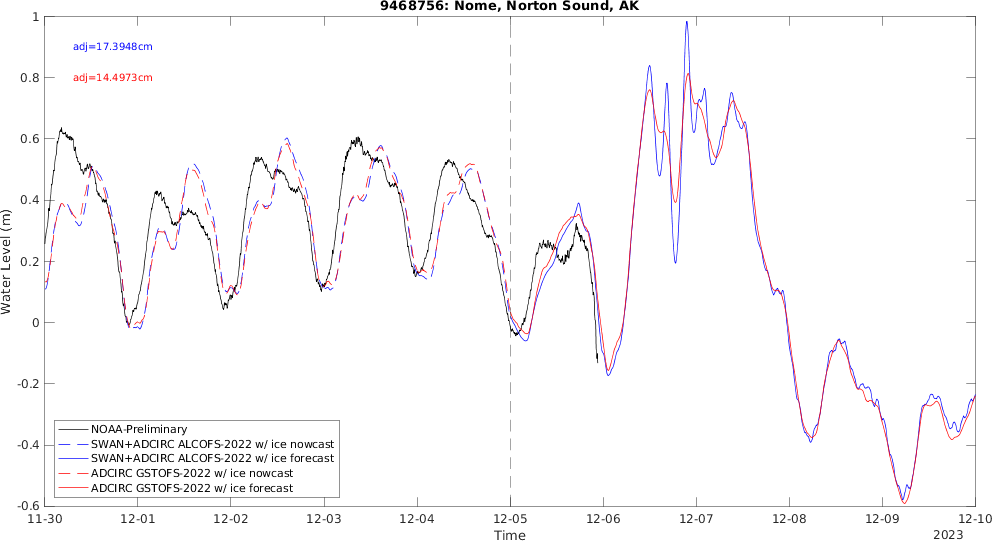 9468756: Nome, Norton Sound, AK
1
0.8
0.6
0.4
0.2
0
-0.2
-0.4
-0.6
Water Level (m)
adj=17.3948cm
adj=14.4973cm
NOAA-Preliminary
SWAN+ADCIRC ALCOFS-2022 w/ ice nowcast
SWAN+ADCIRC ALCOFS-2022 w/ ice forecast
ADCIRC GSTOFS-2022 w/ ice nowcast
ADCIRC GSTOFS-2022 w/ ice forecast
11-30 12-01 12-02 12-03 12-04 12-05 12-06 12-07 12-08 12-09 12-10
Time
2023